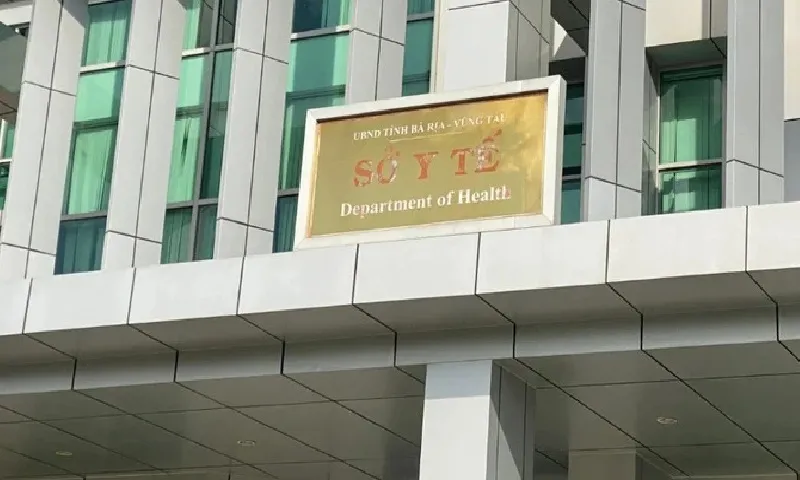 UBND TỈNH BÀ RỊA - VŨNG TÀU
SỞ Y TẾ
Department of Health